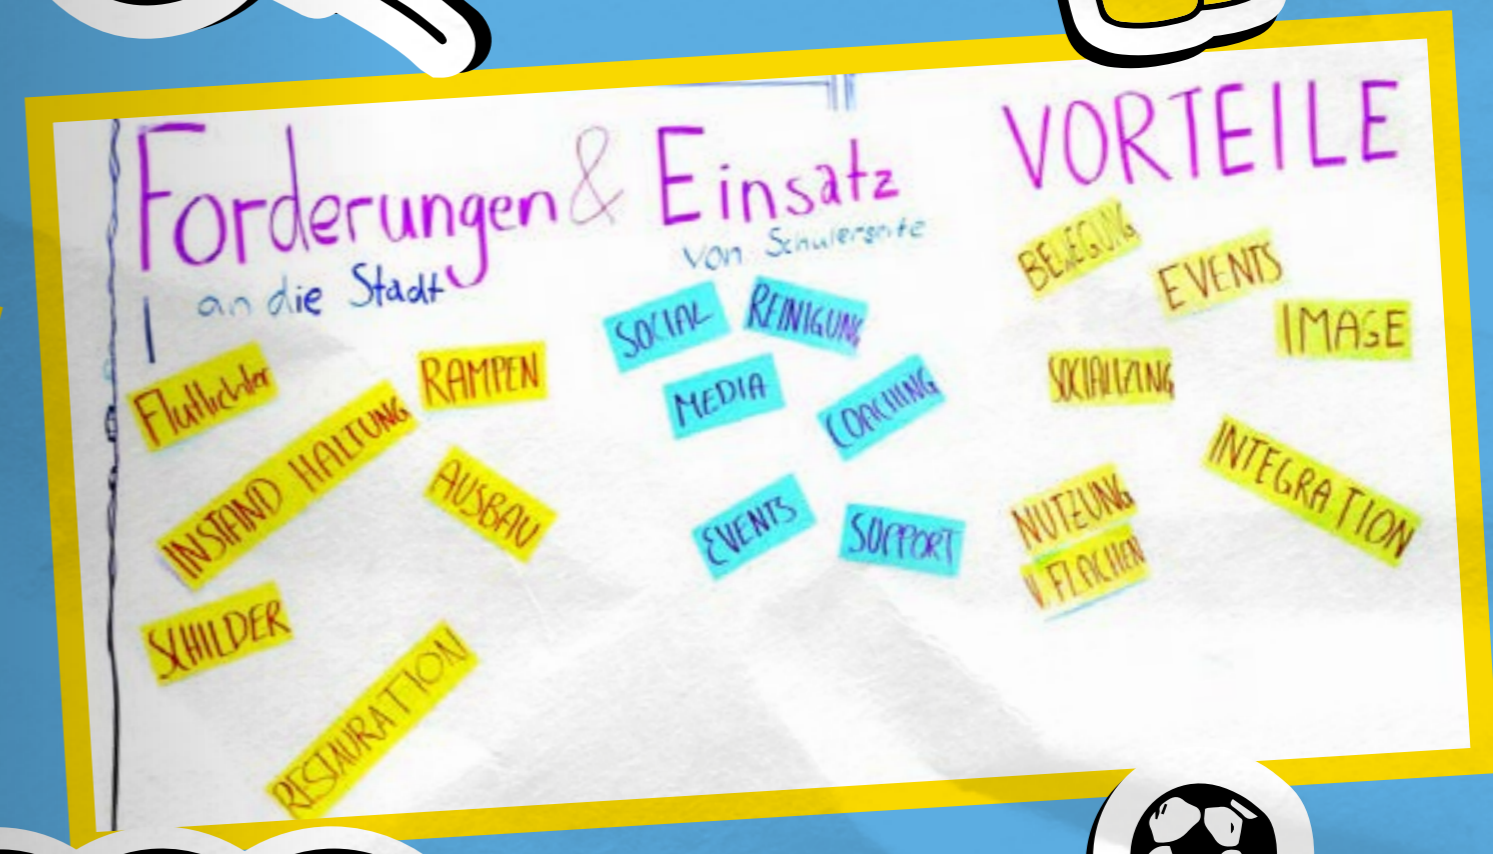 Forderungen & Einsatz
an die Stadt
von Schülerseite
VORTEILE
Flutlichter
RAMPEN
INSTAND HALTUNG
AUSBAU
SCHILDER
RESTAURATION
SOCIAL
MEDIA
REINIGUNG
COACHING
EVENTS
SUPPORT
BEWEGUNG
EVENTS
IMAGE
SOCIALIZING
INTEGRATION
NUTZUNG
V. FLÄCHEN